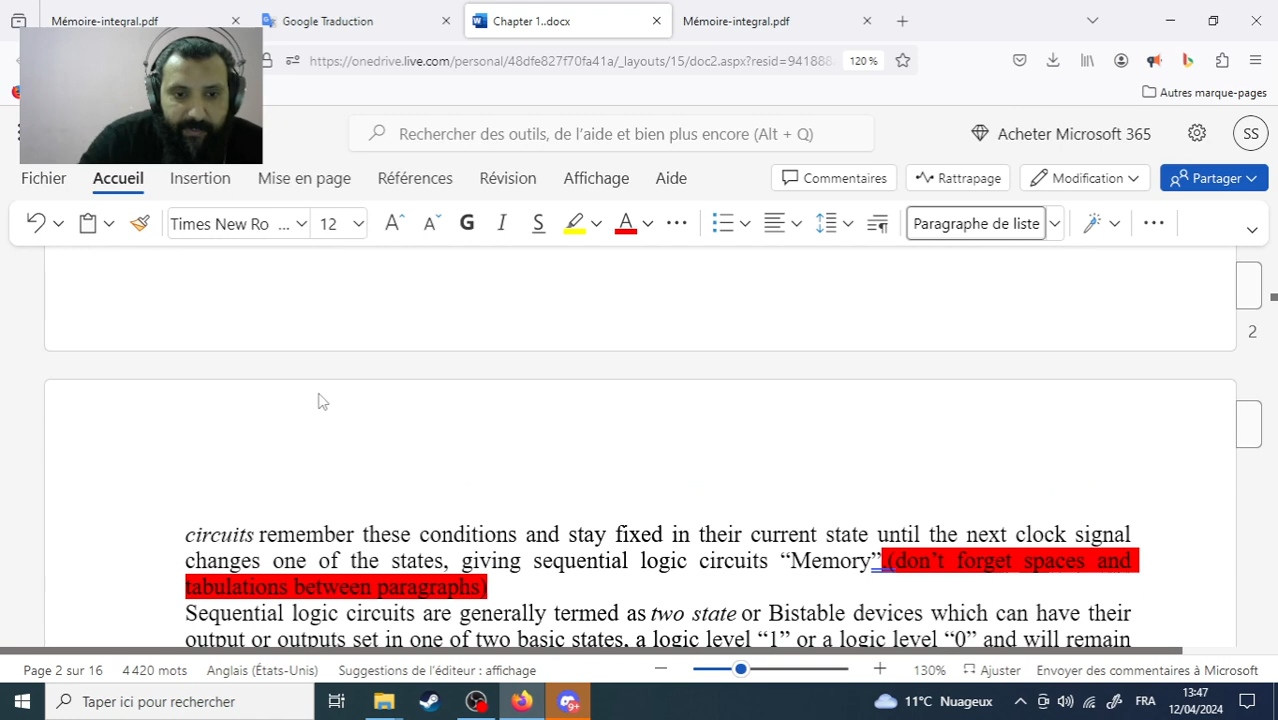 Mémoire-integral.pdf
Google Traduction
Chapter 1..docx
Mémoire-integral.pdf
https://onedrive.live.com/personal/48dfe827f70fa41a/_layouts/15/doc2.aspx?resid=941888
120 %
Autres marque-pages
Rechercher des outils, de l'aide et bien plus encore (Alt + Q)
Acheter Microsoft 365
SS
Fichier
Accueil
Insertion
Mise en page
Références
Révision
Affichage
Aide
Commentaires
Rattrapage
Modification
Partager
Times New Ro ...
12
G
I
S
A
Paragraphe de liste
2
circuits remember these conditions and stay fixed in their current state until the next clock signal
changes one of the states, giving sequential logic circuits “Memory” (don’t forget spaces and
tabulations between paragraphs)
Sequential logic circuits are generally termed as two state or Bistable devices which can have their
output or outputs set in one of two basic states, a logic level “1” or a logic level “0” and will remain
Page 2 sur 16
4 420 mots
Anglais (États-Unis)
Suggestions de l'éditeur : affichage
130%
Ajuster
Envoyer des commentaires à Microsoft
Taper ici pour rechercher
9+
11°C Nuageux
FRA
13:47
12/04/2024